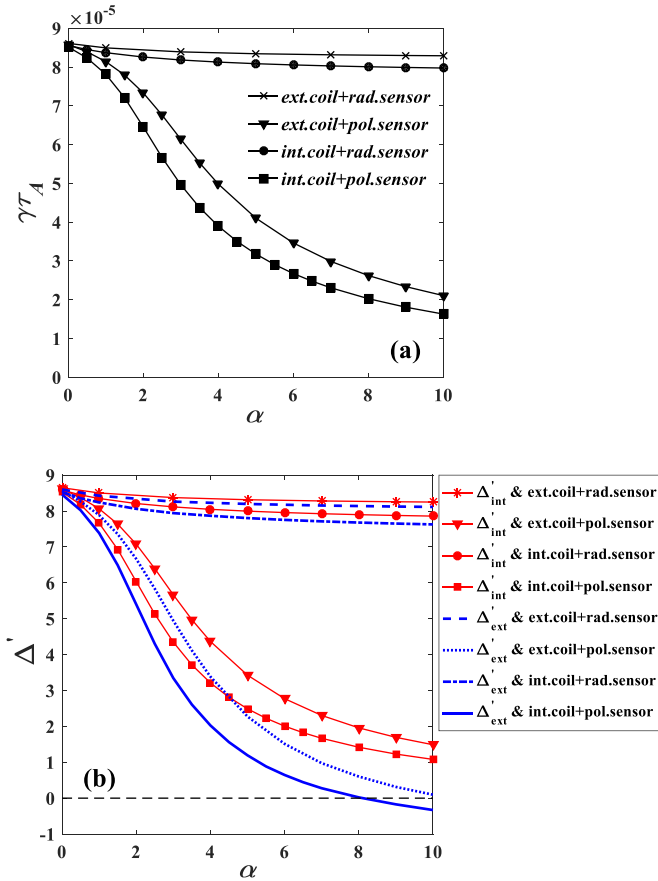 ×10⁻⁵
9
8
7
6
5
4
3
2
1
0
γτ_A
ext.coil+rad.sensor
ext.coil+pol.sensor
int.coil+rad.sensor
int.coil+pol.sensor
(a)
0 2 4 6 8 10
α
9
8
7
6
5
4
3
2
1
0
-1
Δ'
(b)
0 2 4 6 8 10
α
Δ'_int & ext.coil+rad.sensor
Δ'_int & ext.coil+pol.sensor
Δ'_int & int.coil+rad.sensor
Δ'_int & int.coil+pol.sensor
Δ'_ext & ext.coil+rad.sensor
Δ'_ext & ext.coil+pol.sensor
Δ'_ext & int.coil+rad.sensor
Δ'_ext & int.coil+pol.sensor